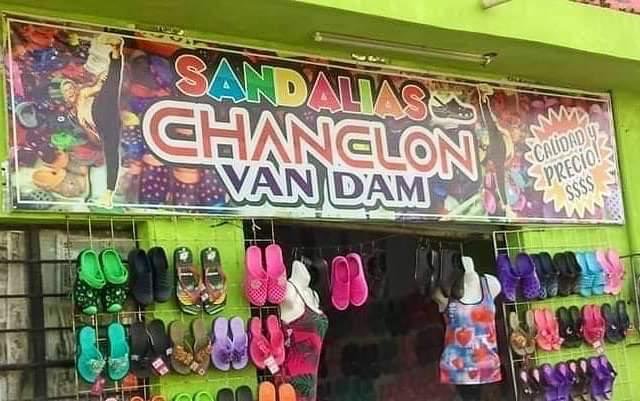 SANDALIAS
CHANCLON
VAN DAM
CALIDAD y
PRECIO!
$$$$